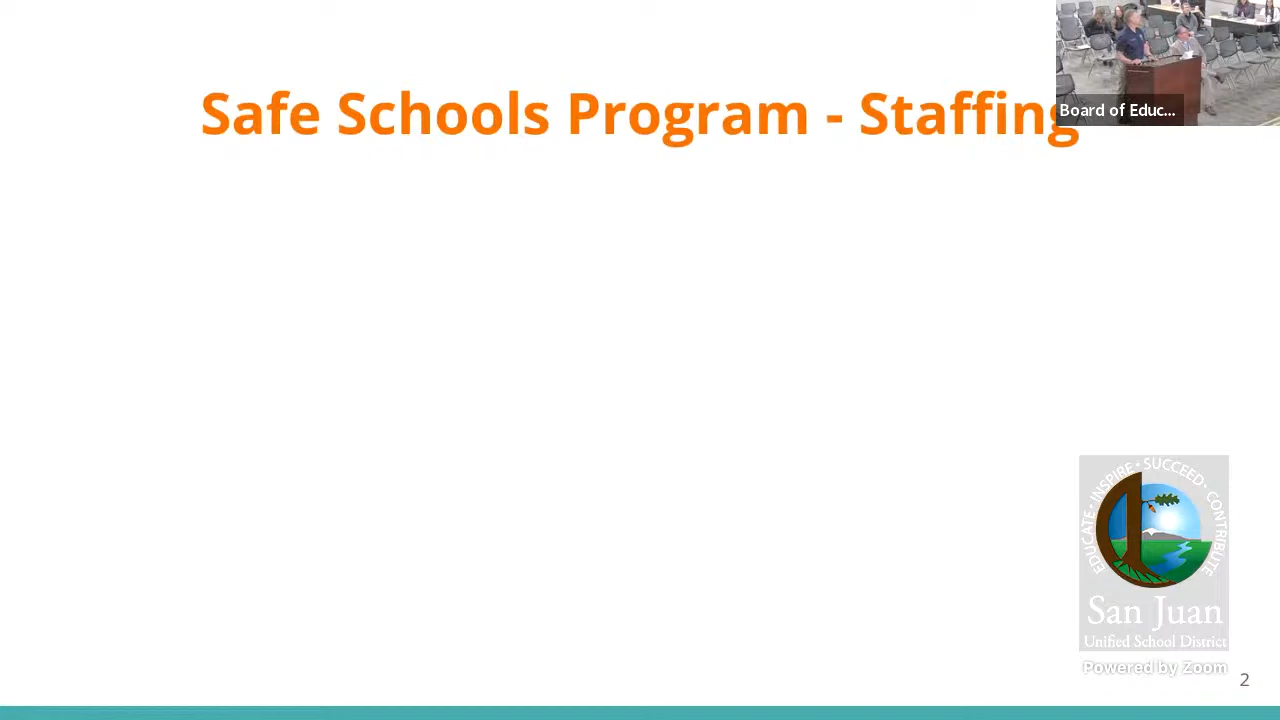 Safe Schools Program - Staffing
Board of Educ...
EDUCATE • INSPIRE • SUCCEED • CONTRIBUTE
San Juan
Unified School District
Powered by Zoom
2